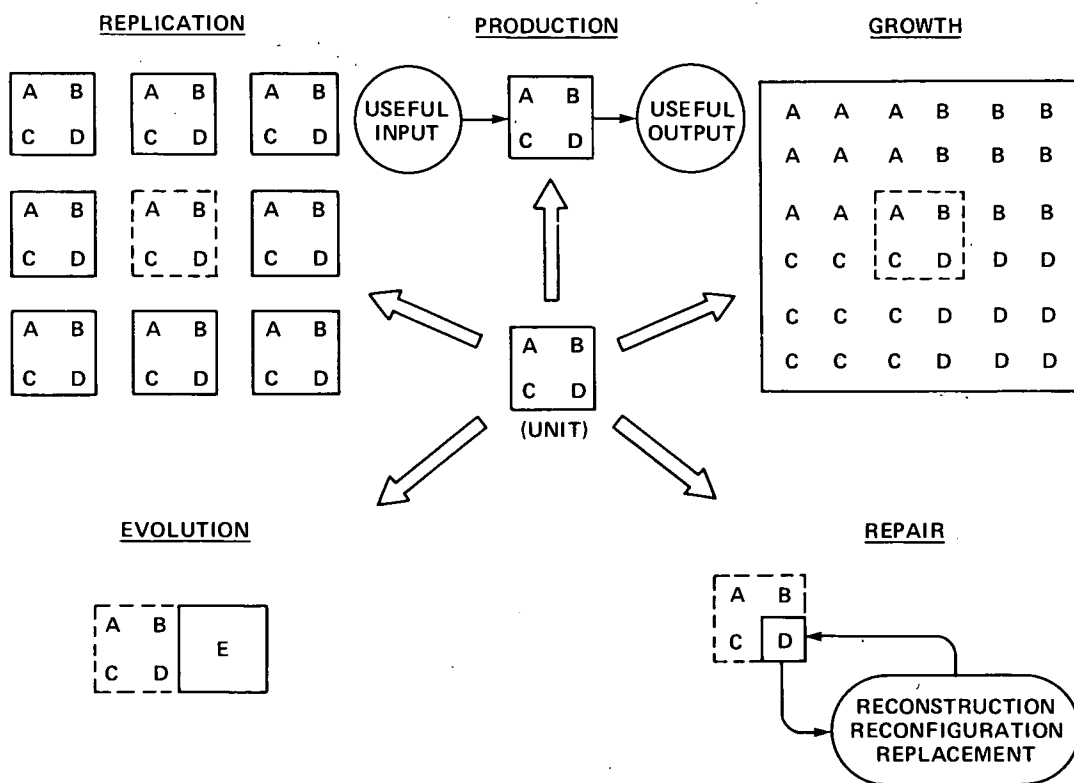 REPLICATION
A B A B A B
C D C D C D
A B A B A B
C D C D C D
A B A B A B
C D C D C D
PRODUCTION
USEFUL
INPUT
A B
C D
USEFUL
OUTPUT
GROWTH
A A A B B B
A A A B B B
A A A B B B
C C C D D D
C C C D D D
C C C D D D
A B
C D
(UNIT)
EVOLUTION
A B
E
C D
REPAIR
A B
C D
RECONSTRUCTION
RECONFIGURATION
REPLACEMENT